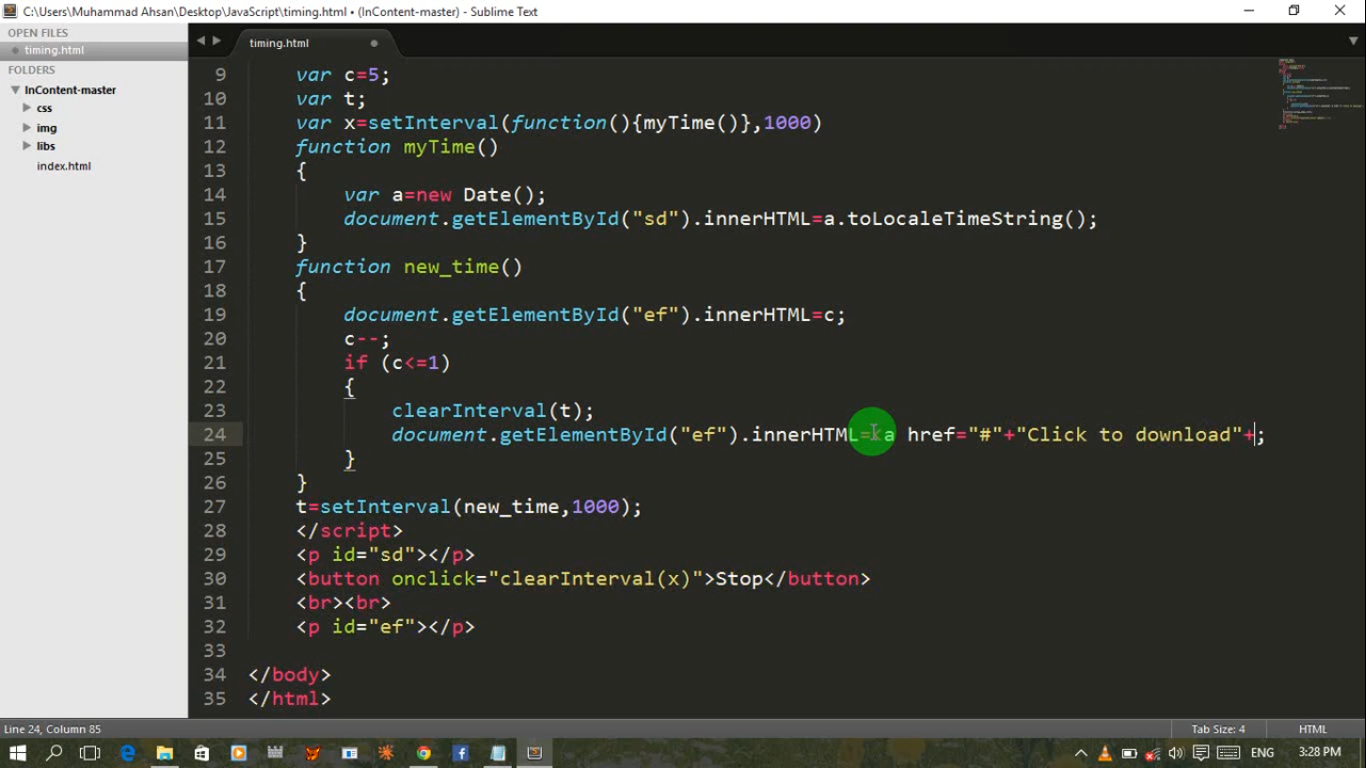 C:\Users\Muhammad Ahsan\Desktop\JavaScript\timing.html • (InContent-master) - Sublime Text
OPEN FILES
timing.html
FOLDERS
InContent-master
css
img
libs
index.html
timing.html
9 var c=5;
10 var t;
11 var x=setInterval(function(){myTime()},1000)
12 function myTime()
13 {
14 var a=new Date();
15 document.getElementById("sd").innerHTML=a.toLocaleTimeString();
16 }
17 function new_time()
18 {
19 document.getElementById("ef").innerHTML=c;
20 c--;
21 if (c<=1)
22 {
23 clearInterval(t);
24 document.getElementById("ef").innerHTML=<a href="#"+"Click to download"+;
25 }
26 }
27 t=setInterval(new_time,1000);
28 </script>
29 <p id="sd"></p>
30 <button onclick="clearInterval(x)">Stop</button>
31 <br><br>
32 <p id="ef"></p>
33
34 </body>
35 </html>
Line 24, Column 85
Tab Size: 4
HTML
ENG
3:28 PM